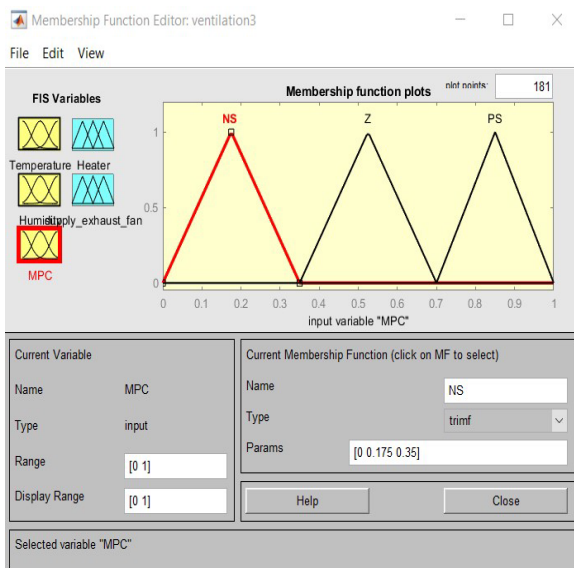 Membership Function Editor: ventilation3
File Edit View
FIS Variables
Temperature Heater
Humidity supply_exhaust_fan
MPC
Membership function plots
plot points:
181
NS Z PS
1
0.5
0
0 0.1 0.2 0.3 0.4 0.5 0.6 0.7 0.8 0.9 1
input variable "MPC"
Current Variable
Name MPC
Type input
Range [0 1]
Display Range [0 1]
Current Membership Function (click on MF to select)
Name NS
Type trimf
Params [0 0.175 0.35]
Help Close
Selected variable "MPC"